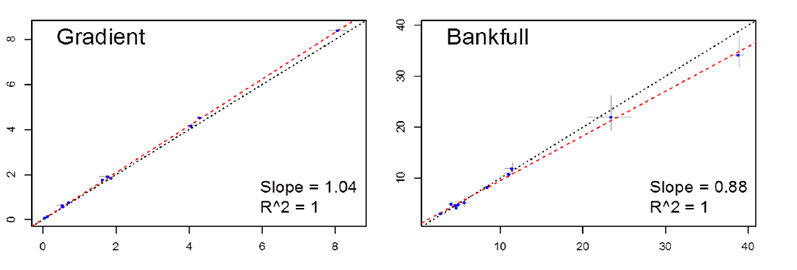 Gradient
8
6
4
2
0
Slope = 1.04
R^2 = 1
0 2 4 6 8
Bankfull
40
30
20
10
Slope = 0.88
R^2 = 1
10 20 30 40